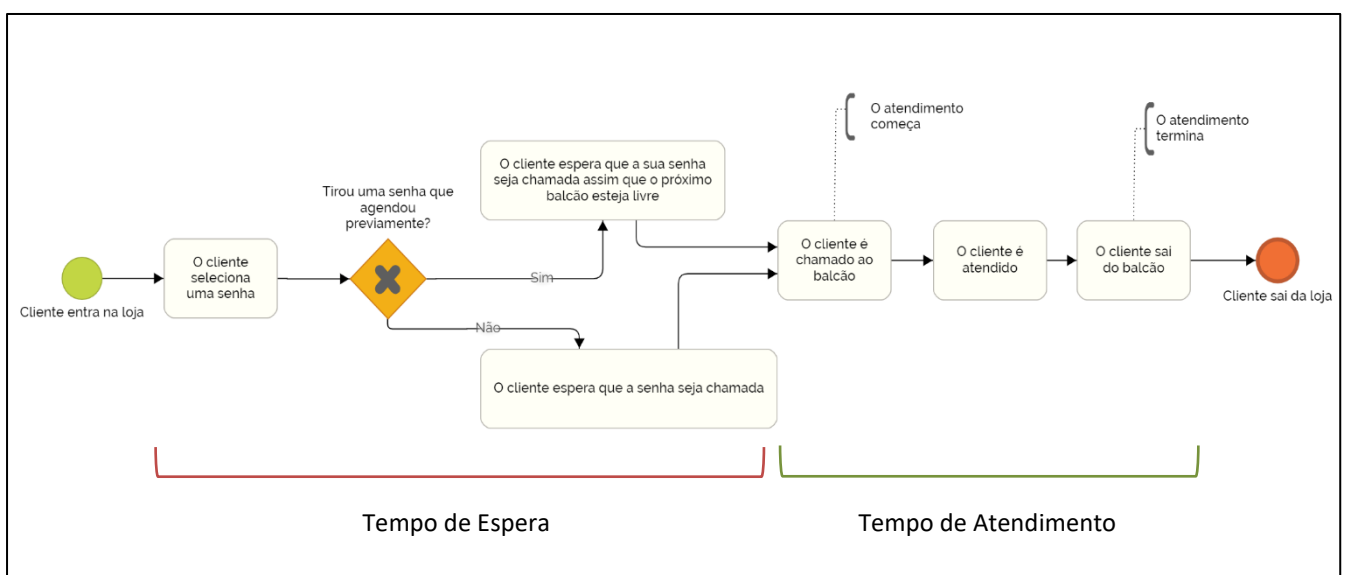 Cliente entra na loja
O cliente
seleciona
uma senha
Tirou uma senha que
agendou
previamente?
Sim
Não
O cliente espera que a sua senha
seja chamada assim que o próximo
balcão esteja livre
O cliente espera que a senha seja chamada
O cliente é
chamado ao
balcão
O atendimento
começa
O cliente é
atendido
O cliente sai
do balcão
O atendimento
termina
Cliente sai da loja
Tempo de Espera
Tempo de Atendimento